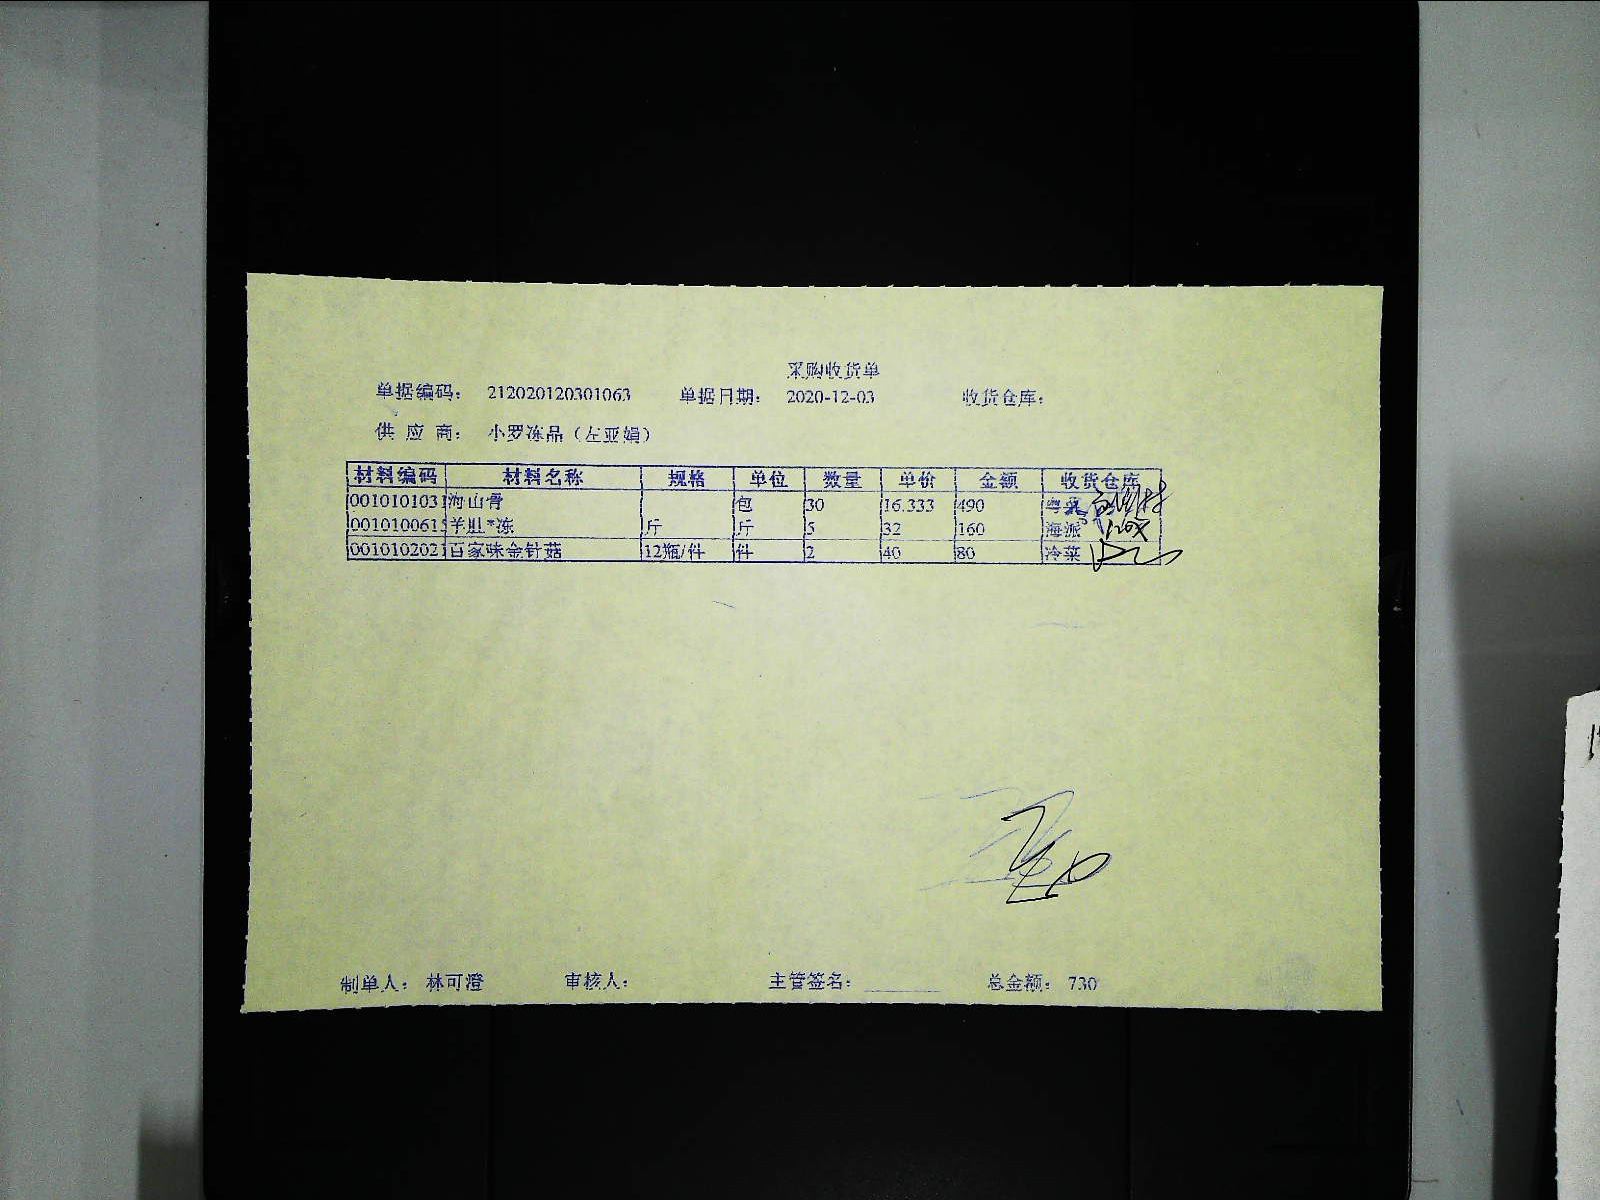 采购收货单
单据编码： 212020120301063 单据日期： 2020-12-03 收货仓库：
供 应 商： 小罗冻品（左亚娟）
材料编码 材料名称 规格 单位 数量 单价 金额 收货仓库
001010103 河山骨 包 30 16.333 490 粤菜
001010061 羊肚*冻 斤 斤 5 32 160 海派
001010202 百家味金针菇 12瓶/件 件 2 40 80 冷菜
制单人： 林可澄 审核人： 主管签名： 总金额： 730